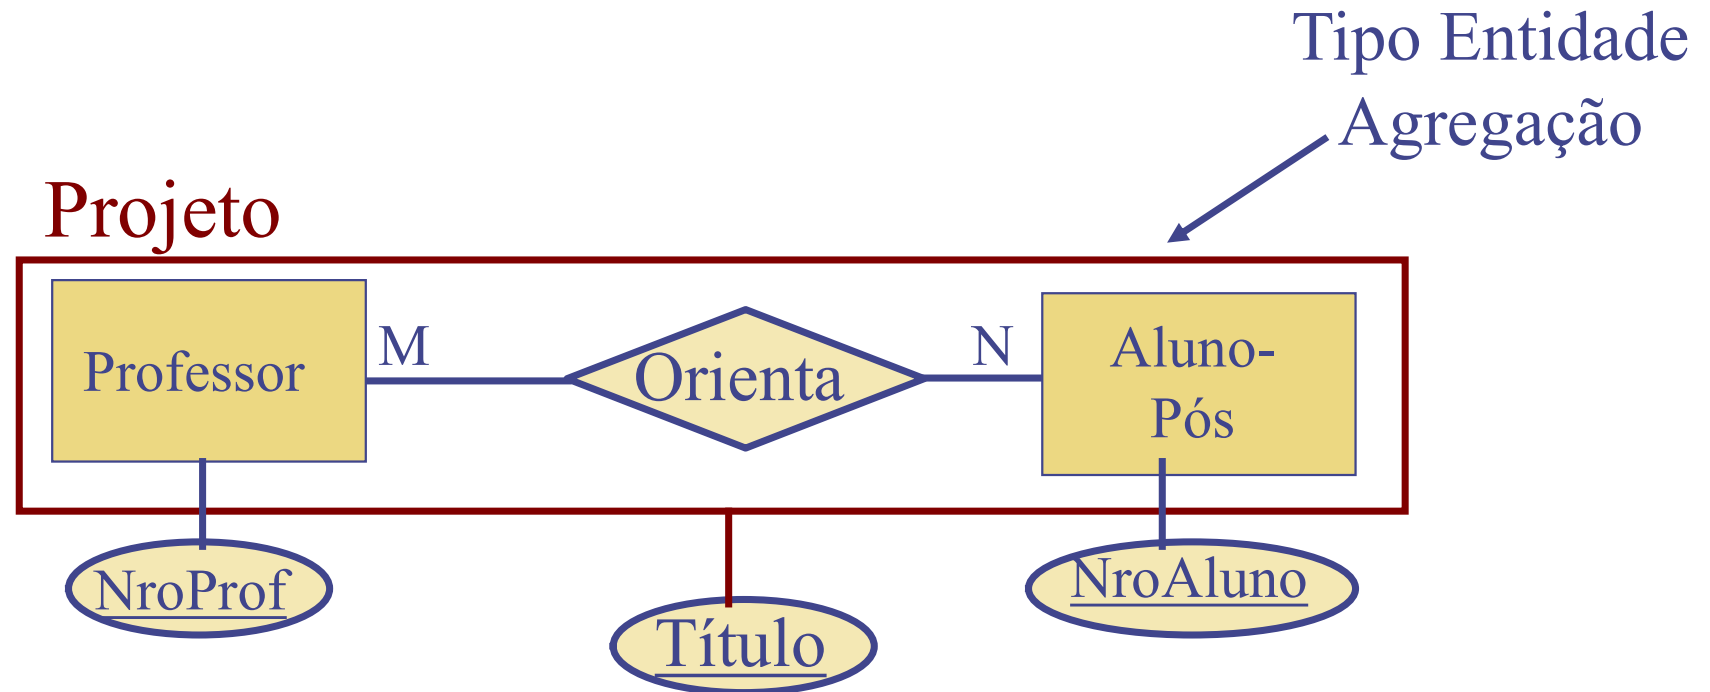 Tipo Entidade
Agregação
Projeto
Professor
M
Orienta
N
Aluno-
Pós
NroProf
Título
NroAluno